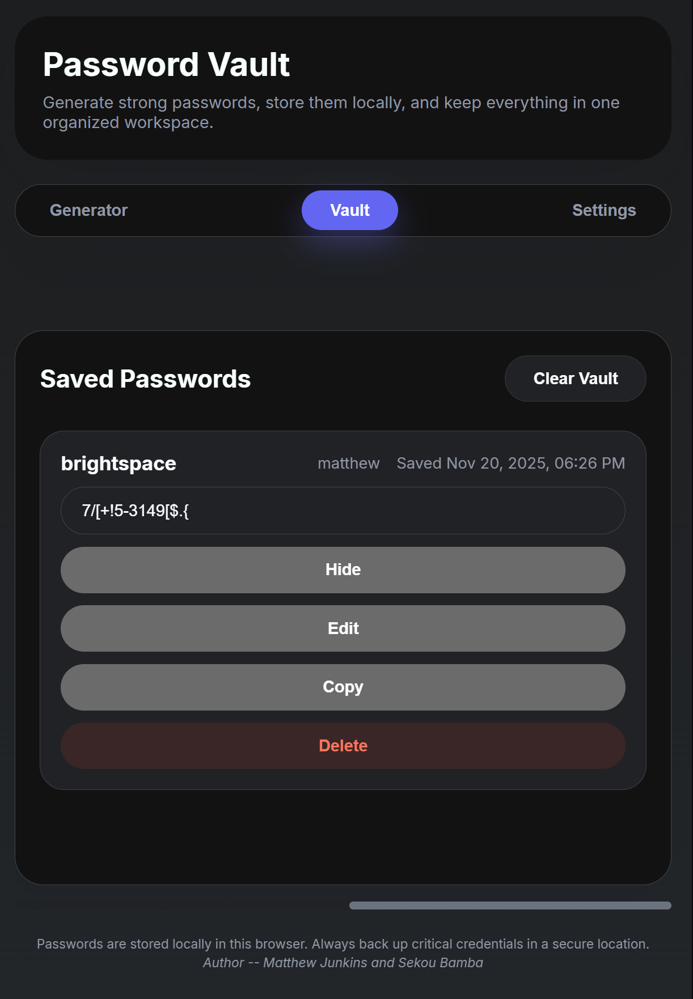 Password Vault
Generate strong passwords, store them locally, and keep everything in one
organized workspace.
Generator
Vault
Settings
Saved Passwords
Clear Vault
brightspace
matthew
Saved Nov 20, 2025, 06:26 PM
7/[+!5-3149[$.{
Hide
Edit
Copy
Delete
Passwords are stored locally in this browser. Always back up critical credentials in a secure location.
Author -- Matthew Junkins and Sekou Bamba